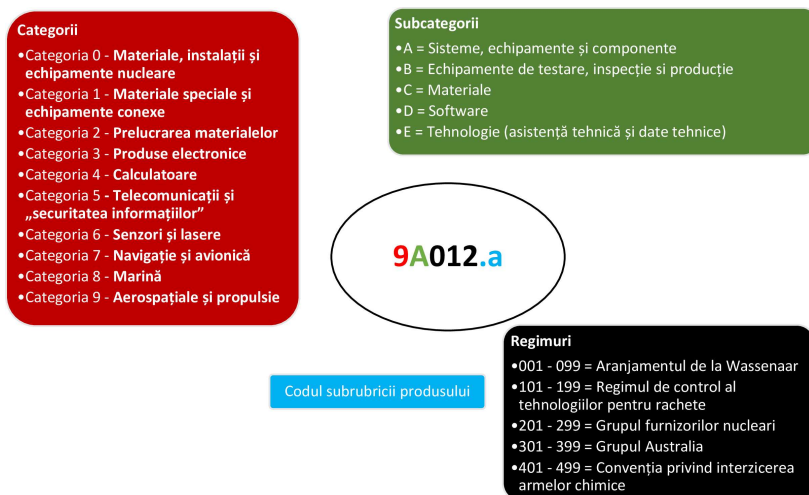 Categorii
•Categoria 0 - Materiale, instalații și
echipamente nucleare
•Categoria 1 - Materiale speciale și
echipamente conexe
•Categoria 2 - Prelucrarea materialelor
•Categoria 3 - Produse electronice
•Categoria 4 - Calculatoare
•Categoria 5 - Telecomunicații și
„securitatea informațiilor”
•Categoria 6 - Senzori și lasere
•Categoria 7 - Navigație și avionică
•Categoria 8 - Marină
•Categoria 9 - Aerospațiale și propulsie
Subcategorii
•A = Sisteme, echipamente și componente
•B = Echipamente de testare, inspecție si producție
•C = Materiale
•D = Software
•E = Tehnologie (asistență tehnică și date tehnice)
9A012.a
Codul subrubricii produsului
Regimuri
•001 - 099 = Aranjamentul de la Wassenaar
•101 - 199 = Regimul de control al
tehnologiilor pentru rachete
•201 - 299 = Grupul furnizorilor nucleari
•301 - 399 = Grupul Australia
•401 - 499 = Convenția privind interzicerea
armelor chimice